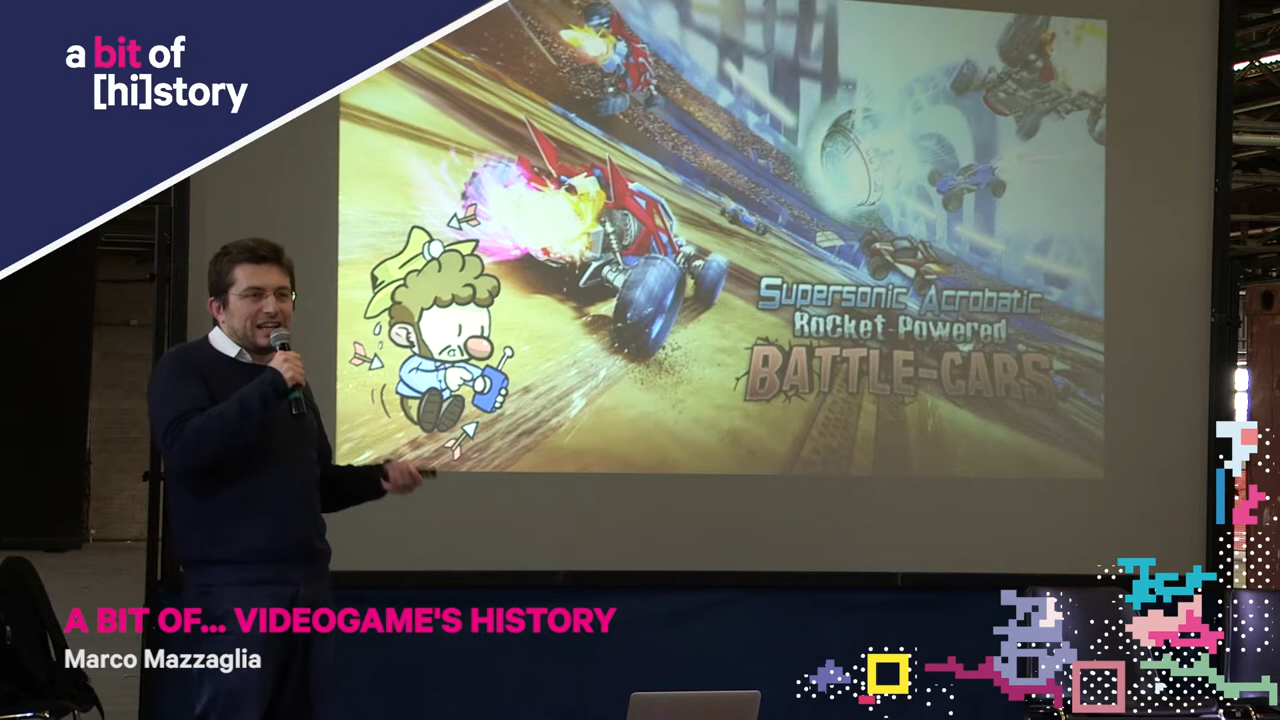 a bit of
[hi]story
Supersonic Acrobatic
Rocket-Powered
BATTLE-CARS
A BIT OF... VIDEOGAME'S HISTORY
Marco Mazzaglia